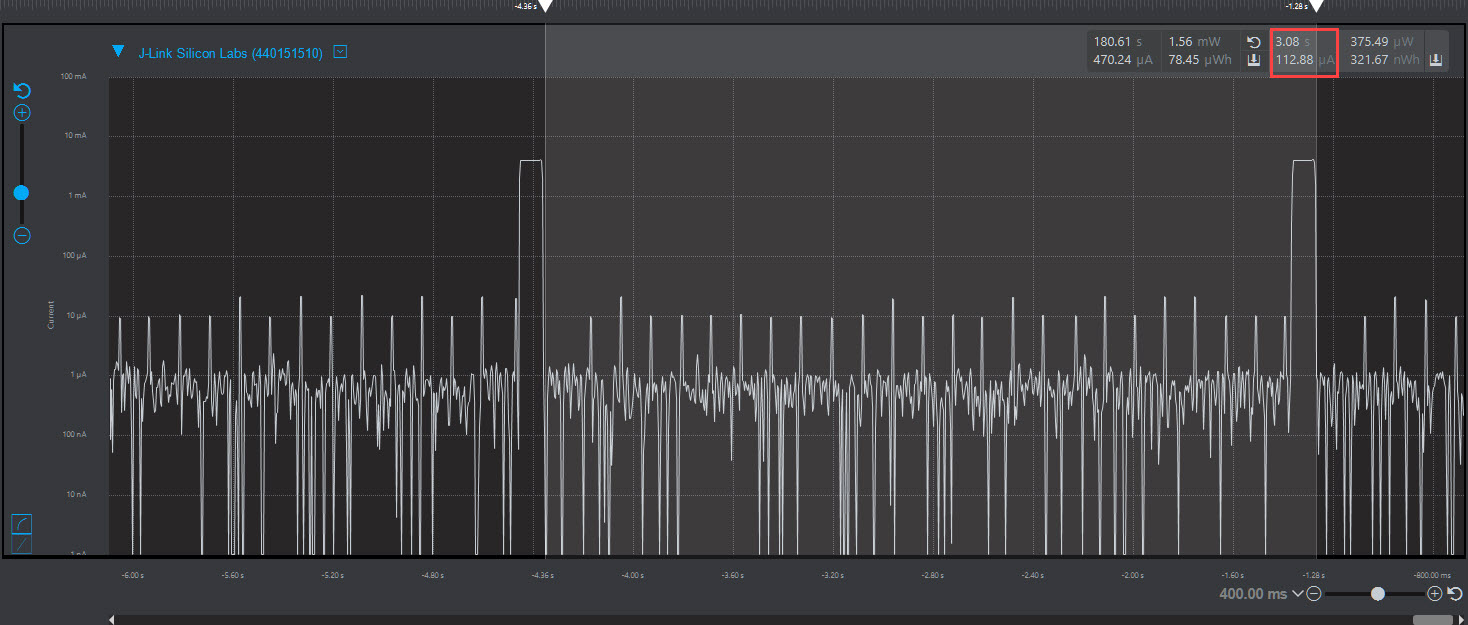 -4.36 s
-1.28 s
J-Link Silicon Labs (440151510)
180.61 s
470.24 µA
1.56 mW
78.45 µWh
3.08 s
112.88 µA
375.49 µW
321.67 nWh
100 mA
10 mA
1 mA
100 µA
10 µA
1 µA
100 nA
10 nA
1 nA
Current
-6.00 s
-5.60 s
-5.20 s
-4.80 s
-4.36 s
-4.00 s
-3.60 s
-3.20 s
-2.80 s
-2.40 s
-2.00 s
-1.60 s
-1.28 s
-800.00 ms
400.00 ms